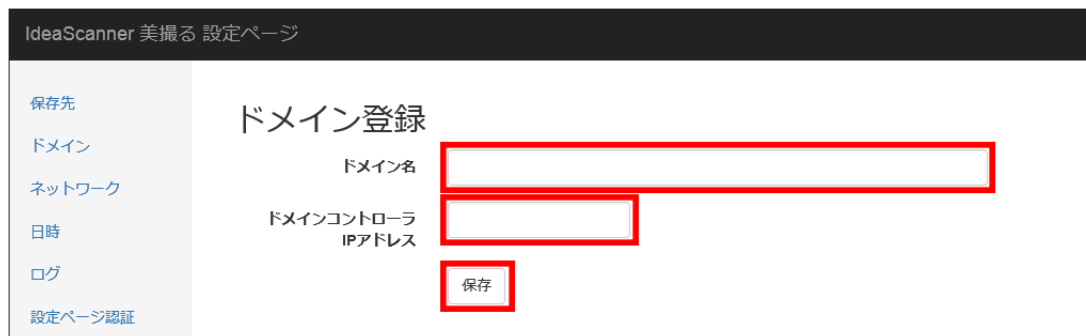 IdeaScanner 美撮る 設定ページ
保存先
ドメイン
ネットワーク
日時
ログ
設定ページ認証
ドメイン登録
ドメイン名
ドメインコントローラ
IPアドレス
保存